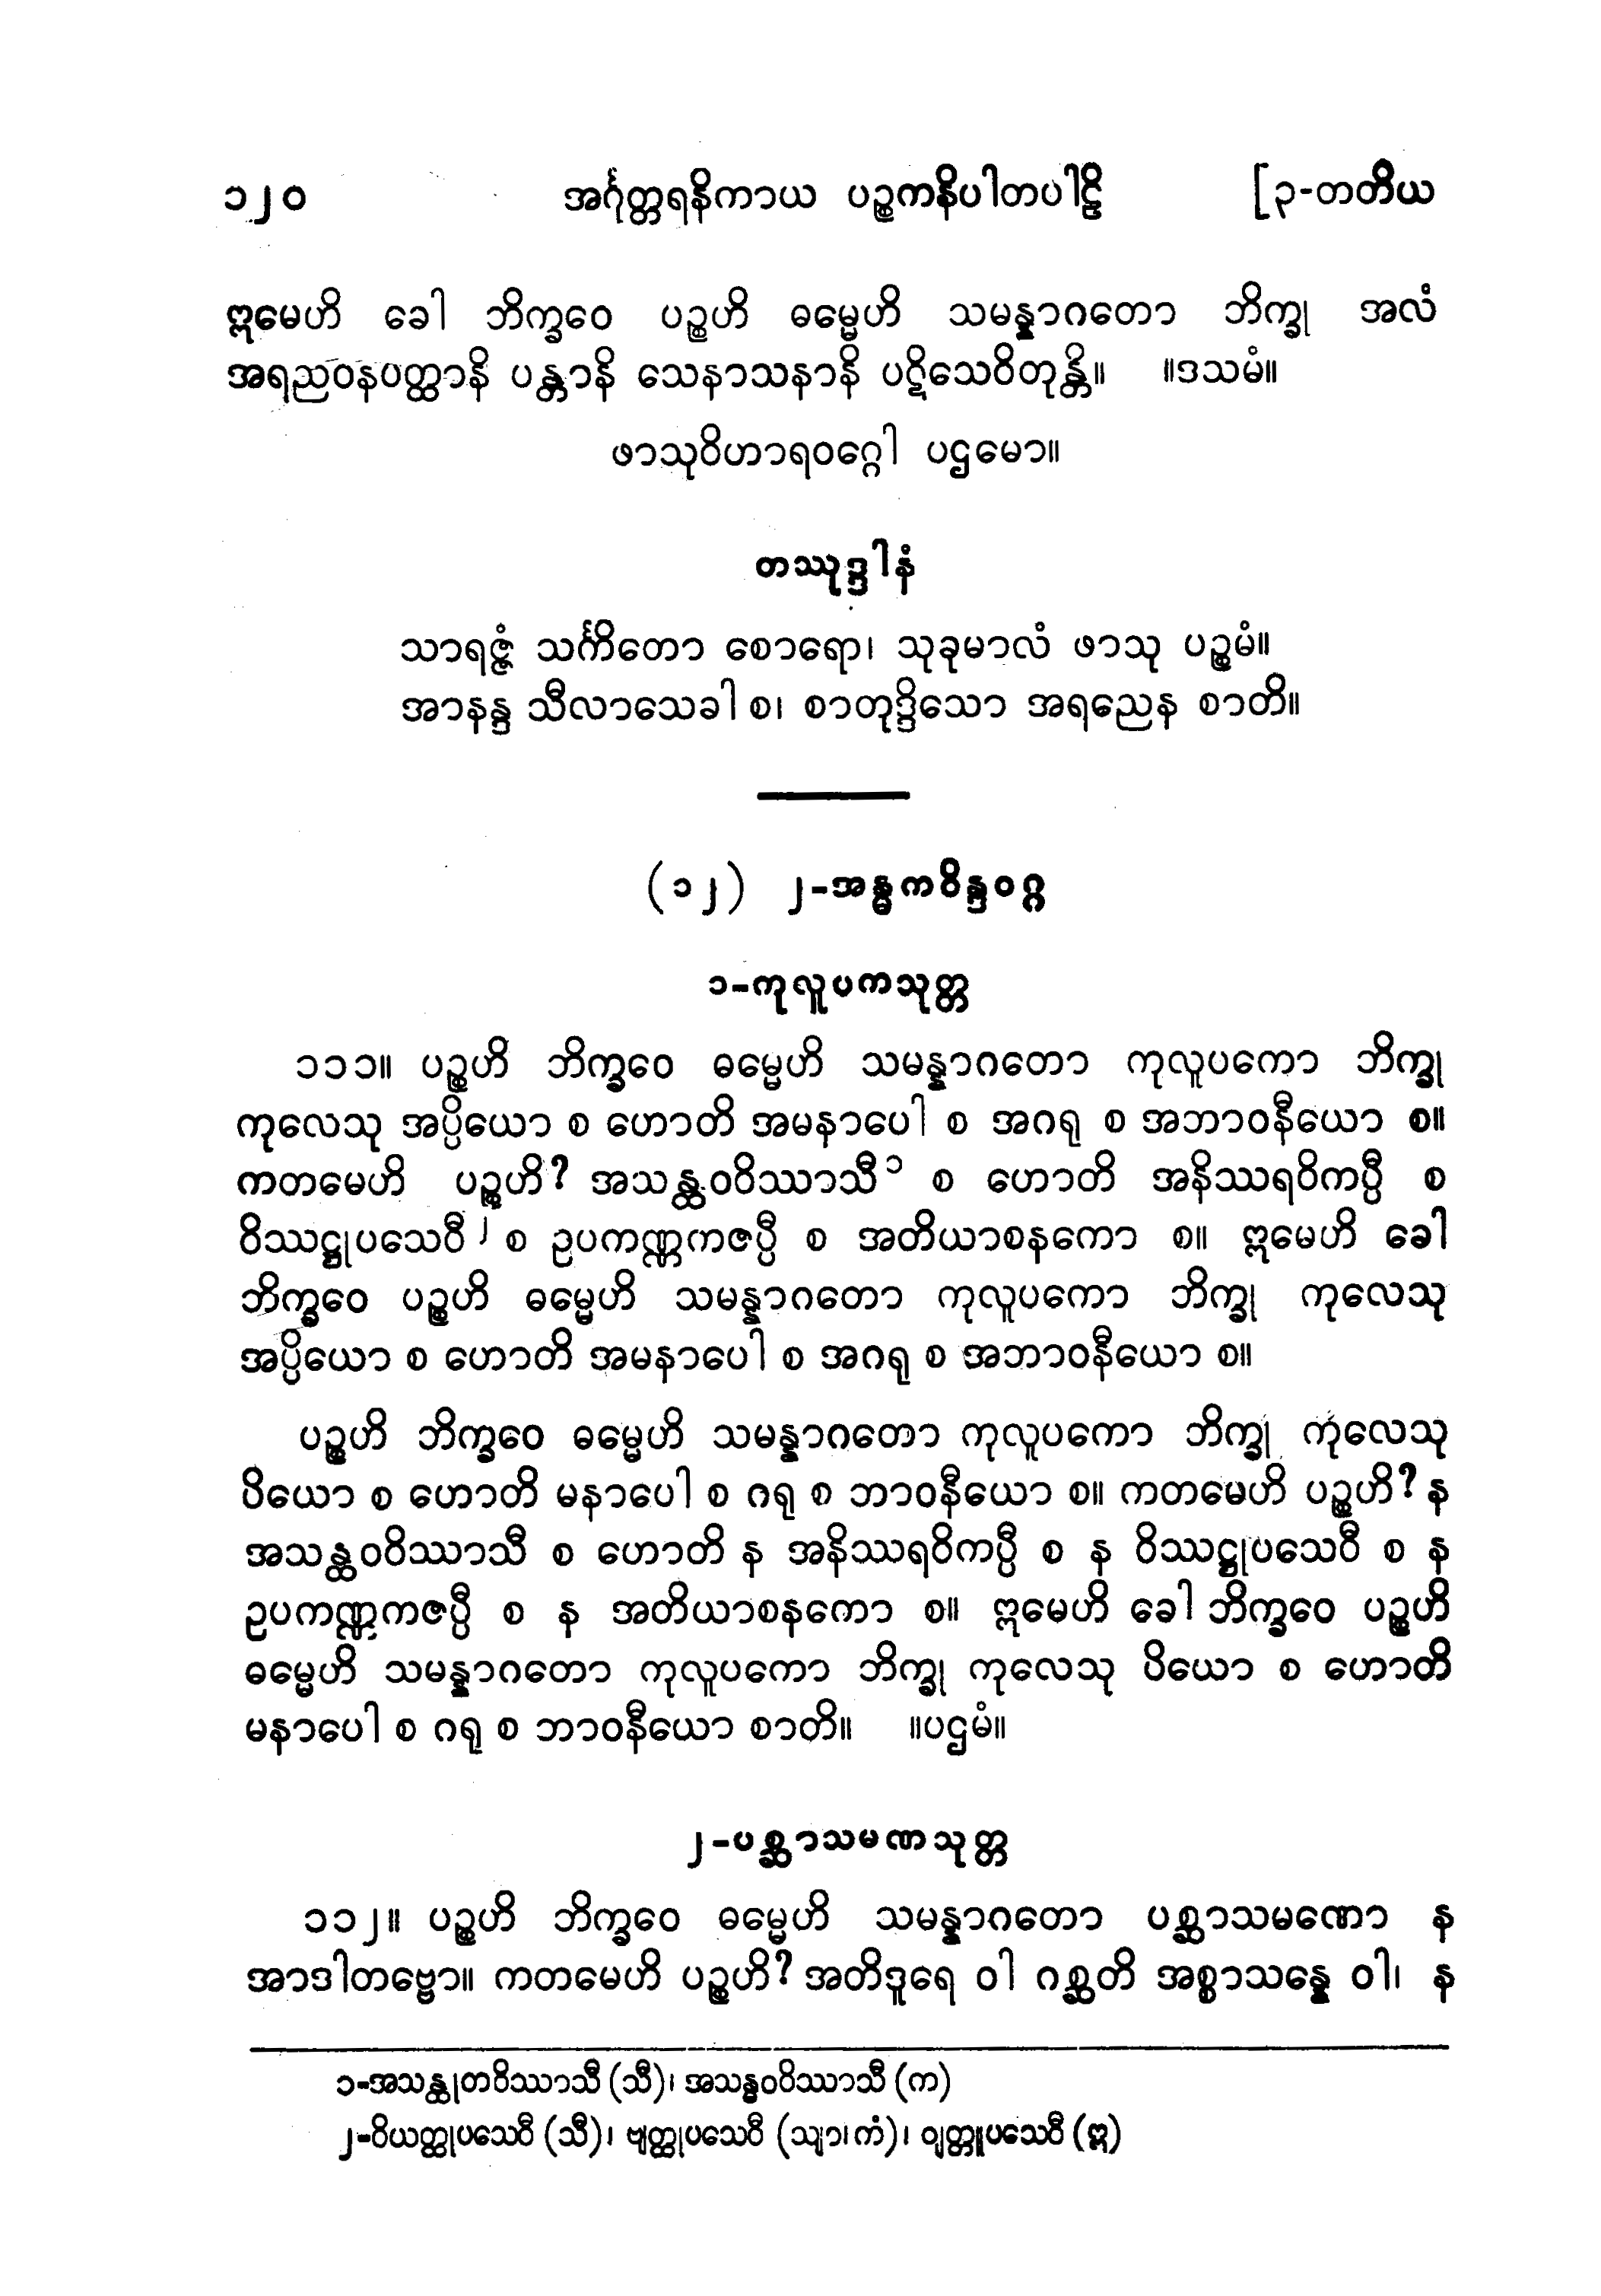 ၁၂၀ အင်္ဂုတ္တရနိကာယ ပဉ္စကနိပါတပါဠိ [၃-တတိယ
ဣမေဟိ ခေါ ဘိက္ခဝေ ပဉ္စဟိ ဓမ္မေဟိ သမန္နာဂတော ဘိက္ခု အလံ
အရညဝနပတ္ထာနိ ပန္တာနိ သေနာသနာနိ ပဋိသေဝိတုန္တိ။ ။ဒသမံ။
ဖာသုဝိဟာရဝဂ္ဂေါ ပဌမော။
တဿုဒ္ဒါနံ
သာရဇ္ဇံ သင်္ကိတော စောရော၊ သုခုမာလံ ဖာသု ပဉ္စမံ။
အာနန္ဒ သီလာသေခါ စ၊ စာတုဒ္ဒိသော အရညေန စာတိ။
(၁၂) ၂-အန္ဓကဝိန္ဒဝဂ္ဂ
၁-ကုလူပကသုတ္တ
၁၁၁။ ပဉ္စဟိ ဘိက္ခဝေ ဓမ္မေဟိ သမန္နာဂတော ကုလူပကော ဘိက္ခု
ကုလေသု အပ္ပိယော စ ဟောတိ အမနာပေါ စ အဂရု စ အဘာဝနီယော စ။
ကတမေဟိ ပဉ္စဟိ? အသန္ထဝဝိဿာသီ၁ စ ဟောတိ အနိဿရဝိကပ္ပီ စ
ဝိဿဋ္ဌုပသေဝီ၂ စ ဥပကဏ္ဏကဇပ္ပီ စ အတိယာစနကော စ။ ဣမေဟိ ခေါ
ဘိက္ခဝေ ပဉ္စဟိ ဓမ္မေဟိ သမန္နာဂတော ကုလူပကော ဘိက္ခု ကုလေသု
အပ္ပိယော စ ဟောတိ အမနာပေါ စ အဂရု စ အဘာဝနီယော စ။
ပဉ္စဟိ ဘိက္ခဝေ ဓမ္မေဟိ သမန္နာဂတော ကုလူပကော ဘိက္ခု ကုလေသု
ပိယော စ ဟောတိ မနာပေါ စ ဂရု စ ဘာဝနီယော စ။ ကတမေဟိ ပဉ္စဟိ? န
အသန္ထဝဝိဿာသီ စ ဟောတိ န အနိဿရဝိကပ္ပီ စ န ဝိဿဋ္ဌုပသေဝီ စ န
ဥပကဏ္ဏကဇပ္ပီ စ န အတိယာစနကော စ။ ဣမေဟိ ခေါ ဘိက္ခဝေ ပဉ္စဟိ
ဓမ္မေဟိ သမန္နာဂတော ကုလူပကော ဘိက္ခု ကုလေသု ပိယော စ ဟောတိ
မနာပေါ စ ဂရု စ ဘာဝနီယော စာတိ။ ။ပဌမံ။
၂-ပစ္ဆာသမဏသုတ္တ
၁၁၂။ ပဉ္စဟိ ဘိက္ခဝေ ဓမ္မေဟိ သမန္နာဂတော ပစ္ဆာသမဏော န
အာဒါတဗ္ဗော။ ကတမေဟိ ပဉ္စဟိ? အတိဒူရေ ဝါ ဂစ္ဆတိ အစ္စာသန္နေ ဝါ၊ န
၁-အသန္ထုတဝိဿာသီ (သီ)၊ အသန္ဓဝဝိဿာသီ (က)
၂-ဝိယတ္ထုပသေဝီ (သီ)၊ ဗျတ္ထုပသေဝီ (သျာ၊ကံ)၊ ဝျတ္တူပသေဝီ (ဣ)